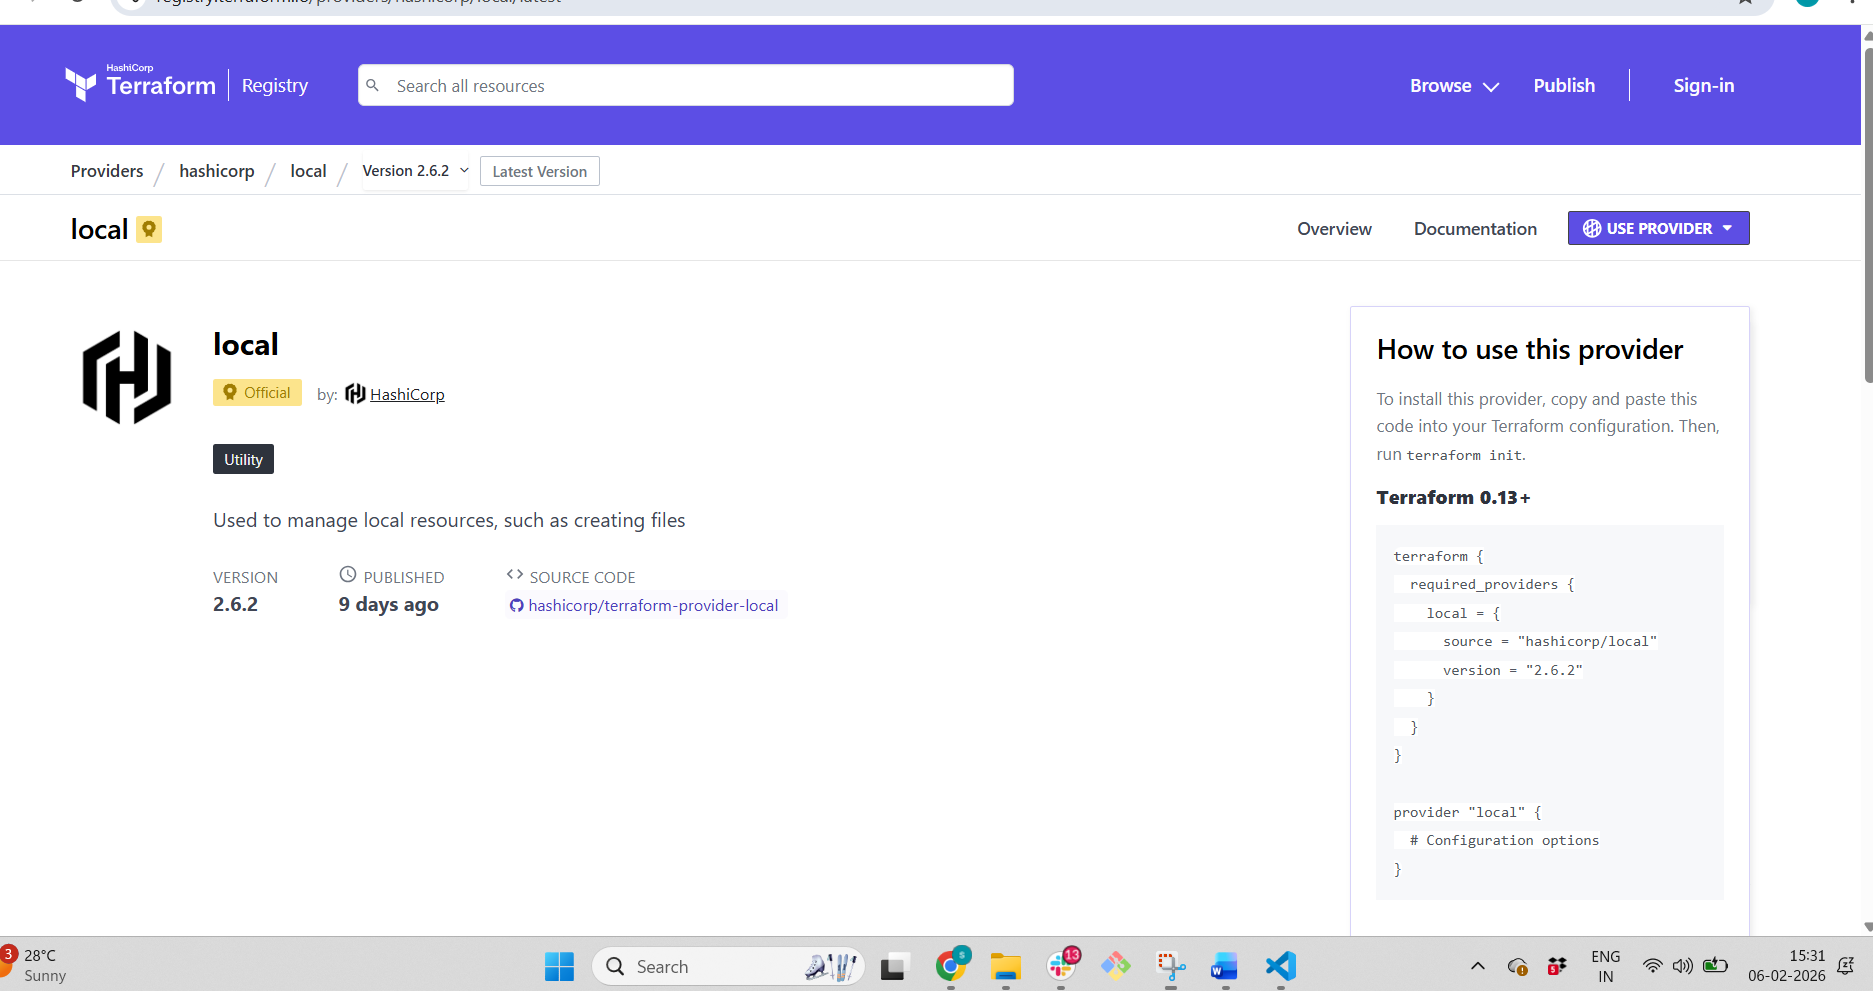 HashiCorp
Terraform
Registry
Search all resources
Browse
Publish
Sign-in
Providers / hashicorp / local / Version 2.6.2
Latest Version
local
Overview
Documentation
USE PROVIDER
local
Official
by: HashiCorp
Utility
Used to manage local resources, such as creating files
VERSION
2.6.2
PUBLISHED
9 days ago
<> SOURCE CODE
hashicorp/terraform-provider-local
How to use this provider
To install this provider, copy and paste this
code into your Terraform configuration. Then,
run terraform init.
Terraform 0.13+
terraform {
  required_providers {
    local = {
      source = "hashicorp/local"
      version = "2.6.2"
    }
  }
}
provider "local" {
  # Configuration options
}
3
28°C
Sunny
Search
$
13
W
5
ENG
IN
15:31
06-02-2026